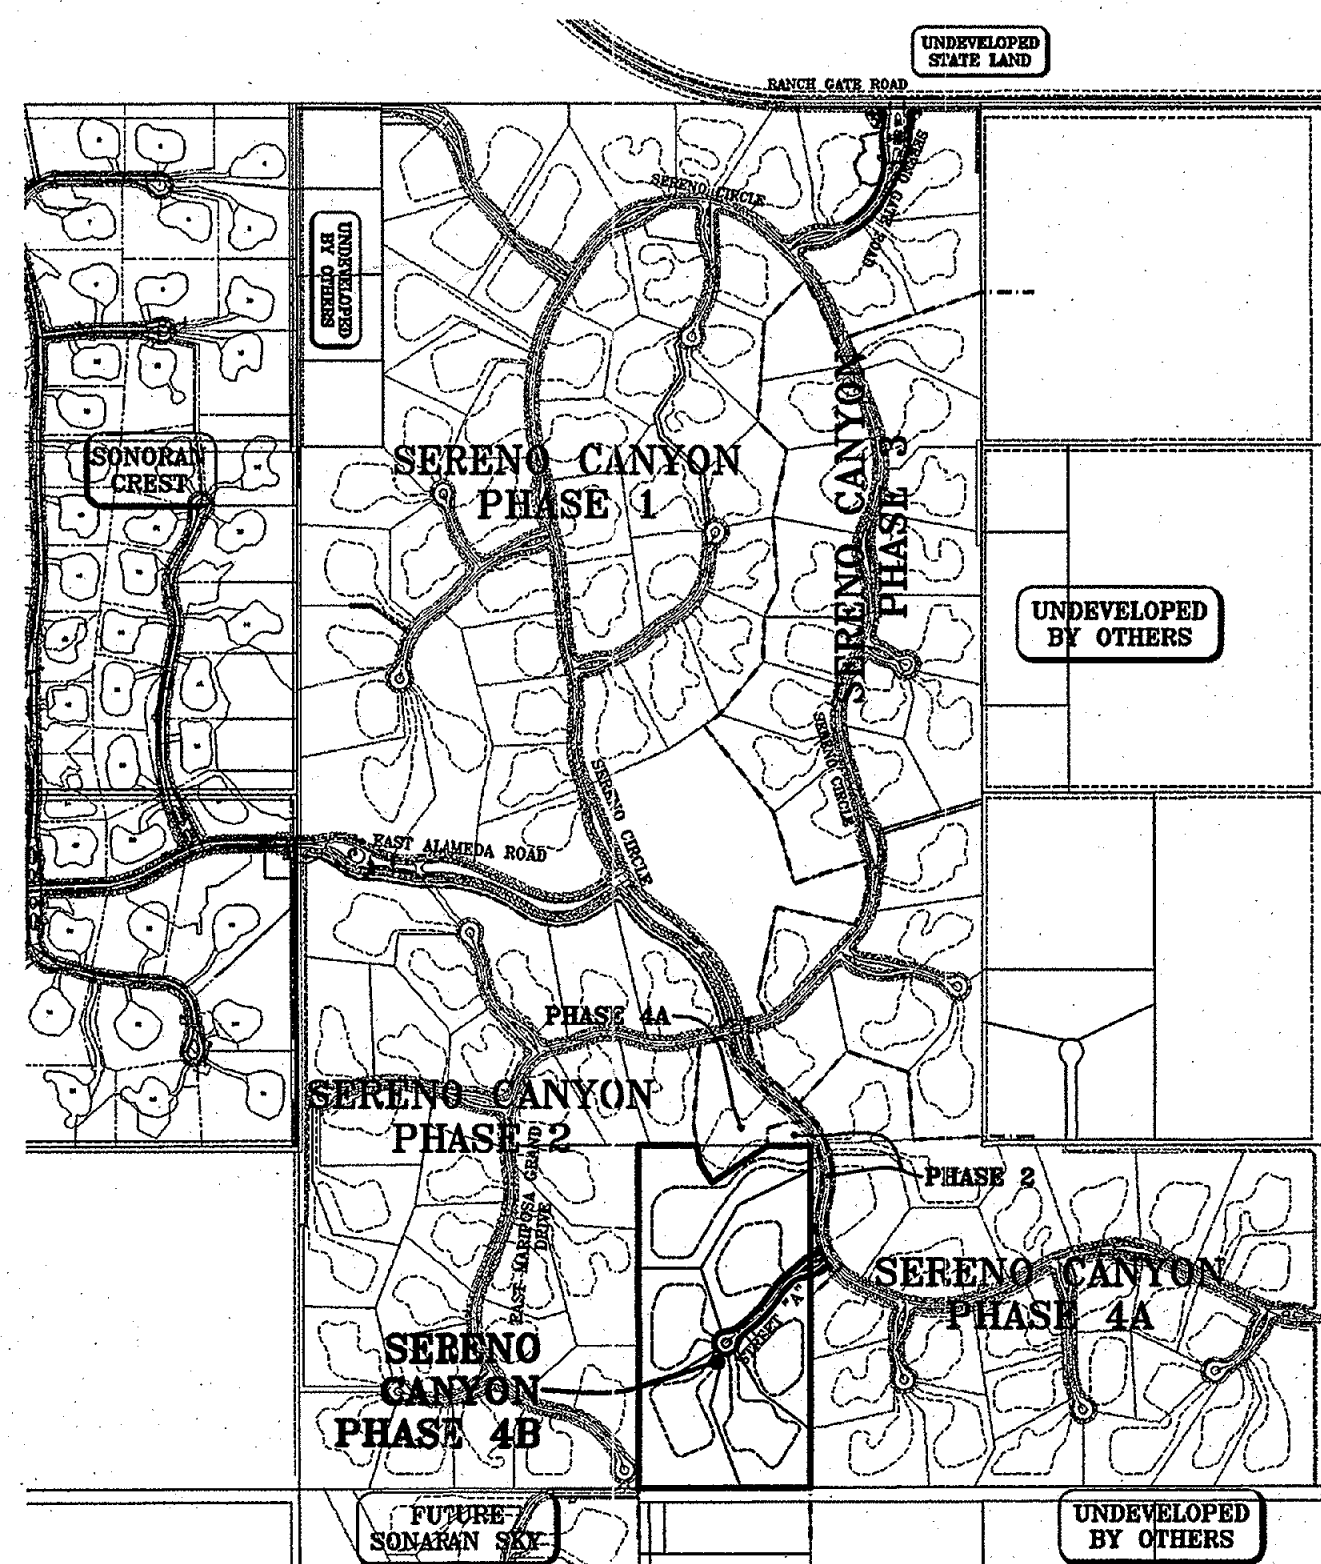 UNDEVELOPED
STATE LAND
RANCH GATE ROAD
SERENO GATE ROAD
SERENO CIRCLE
UNDEVELOPED
BY OTHERS
SONORAN
CREST
SERENO CANYON
PHASE 1
SERENO CANYON
PHASE 3
UNDEVELOPED
BY OTHERS
SERENO CIRCLE
SERENO CIRCLE
EAST ALAMEDA ROAD
PHASE 4A
SERENO CANYON
PHASE 2
EAST MARIPOSA GRAND
DRIVE
PHASE 2
SERENO CANYON
PHASE 4A
STREET "A"
SERENO
CANYON
PHASE 4B
FUTURE
SONARAN SKY
UNDEVELOPED
BY OTHERS